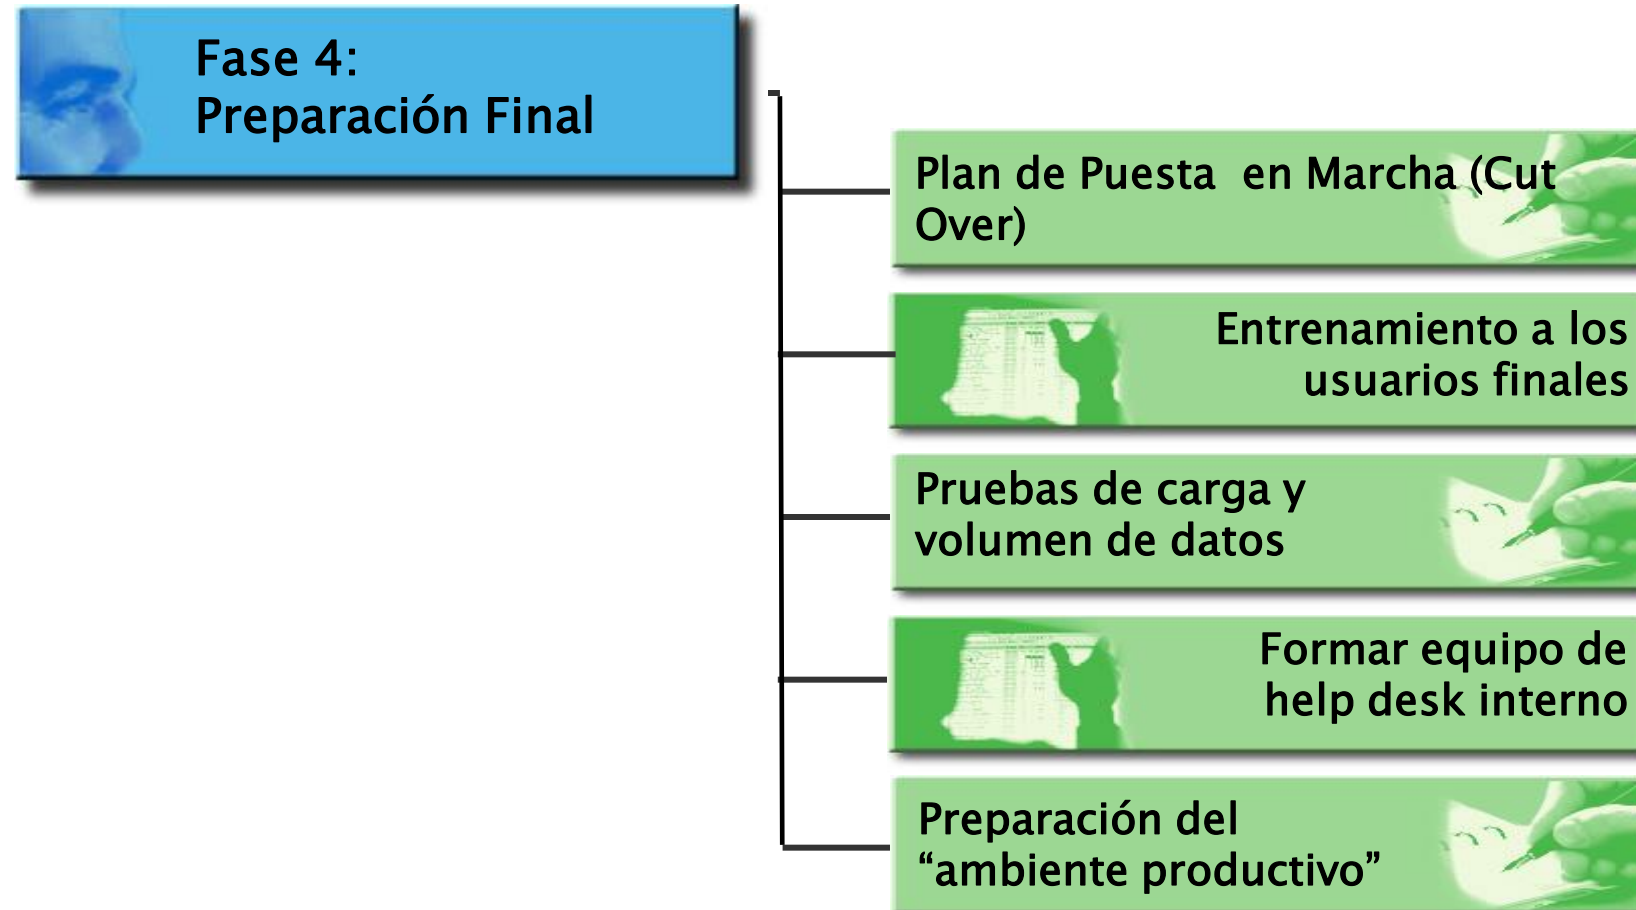 Fase 4:
Preparación Final
Plan de Puesta en Marcha (Cut
Over)
Entrenamiento a los
usuarios finales
Pruebas de carga y
volumen de datos
Formar equipo de
help desk interno
Preparación del
“ambiente productivo”